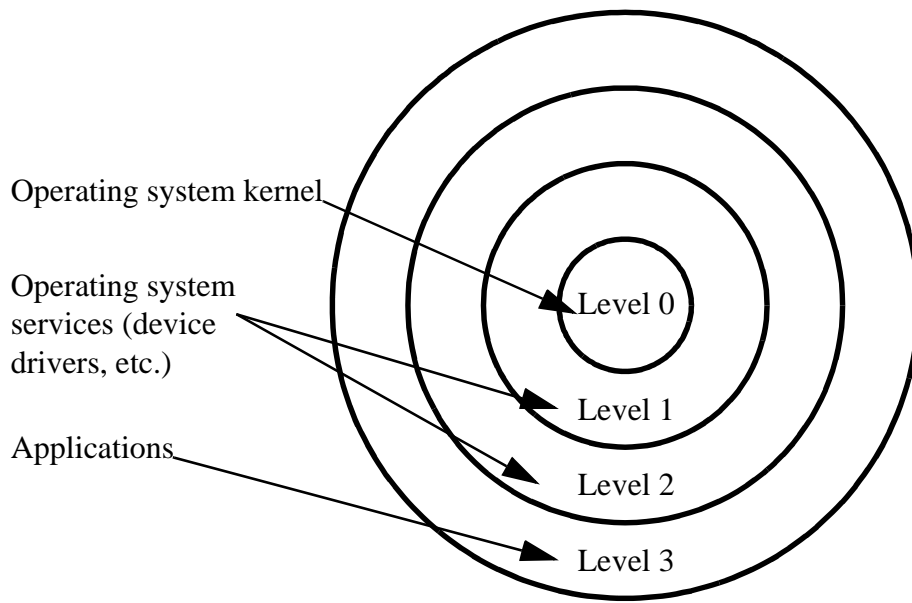 Operating system kernel
Operating system
services (device
drivers, etc.)
Applications
Level 0
Level 1
Level 2
Level 3